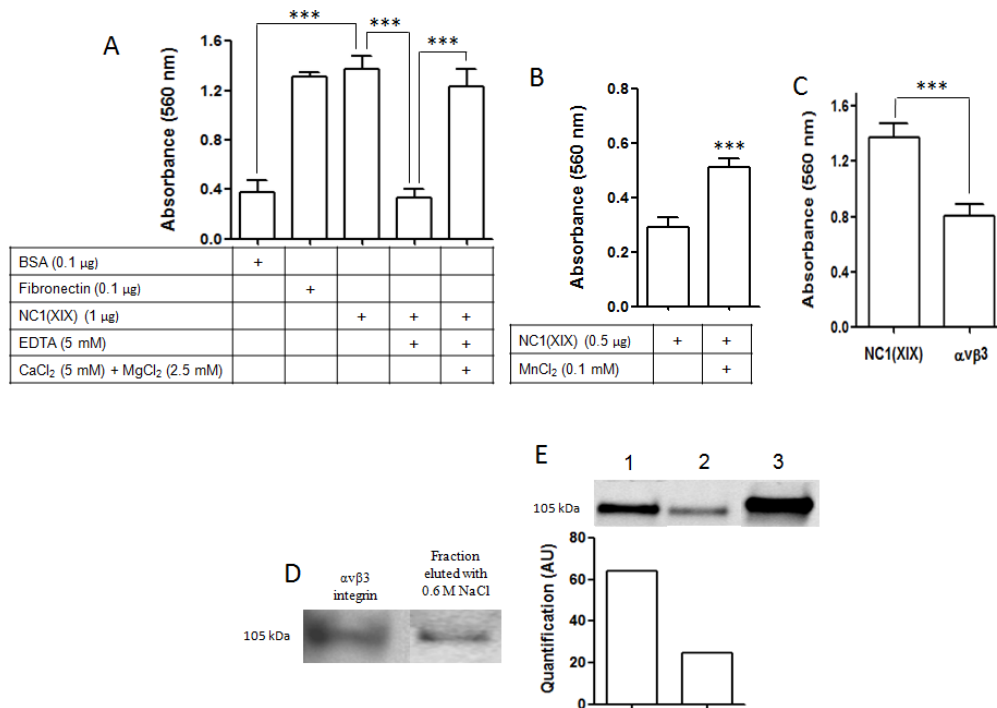 A
Absorbance (560 nm)
1.6
1.2
0.8
0.4
0.0
***
***
***
BSA (0.1 µg) +
Fibronectin (0.1 µg) +
NC1(XIX) (1 µg) + + +
EDTA (5 mM) + +
CaCl2 (5 mM) + MgCl2 (2.5 mM) +
B
Absorbance (560 nm)
0.8
0.6
0.4
0.2
0.0
***
NC1(XIX) (0.5 µg) + +
MnCl2 (0.1 mM) +
C
Absorbance (560 nm)
1.6
1.2
0.8
0.4
0.0
***
NC1(XIX) αvβ3
D
αvβ3
integrin
Fraction
eluted with
0.6 M NaCl
105 kDa
E
1 2 3
105 kDa
Quantification (AU)
80
60
40
20
0